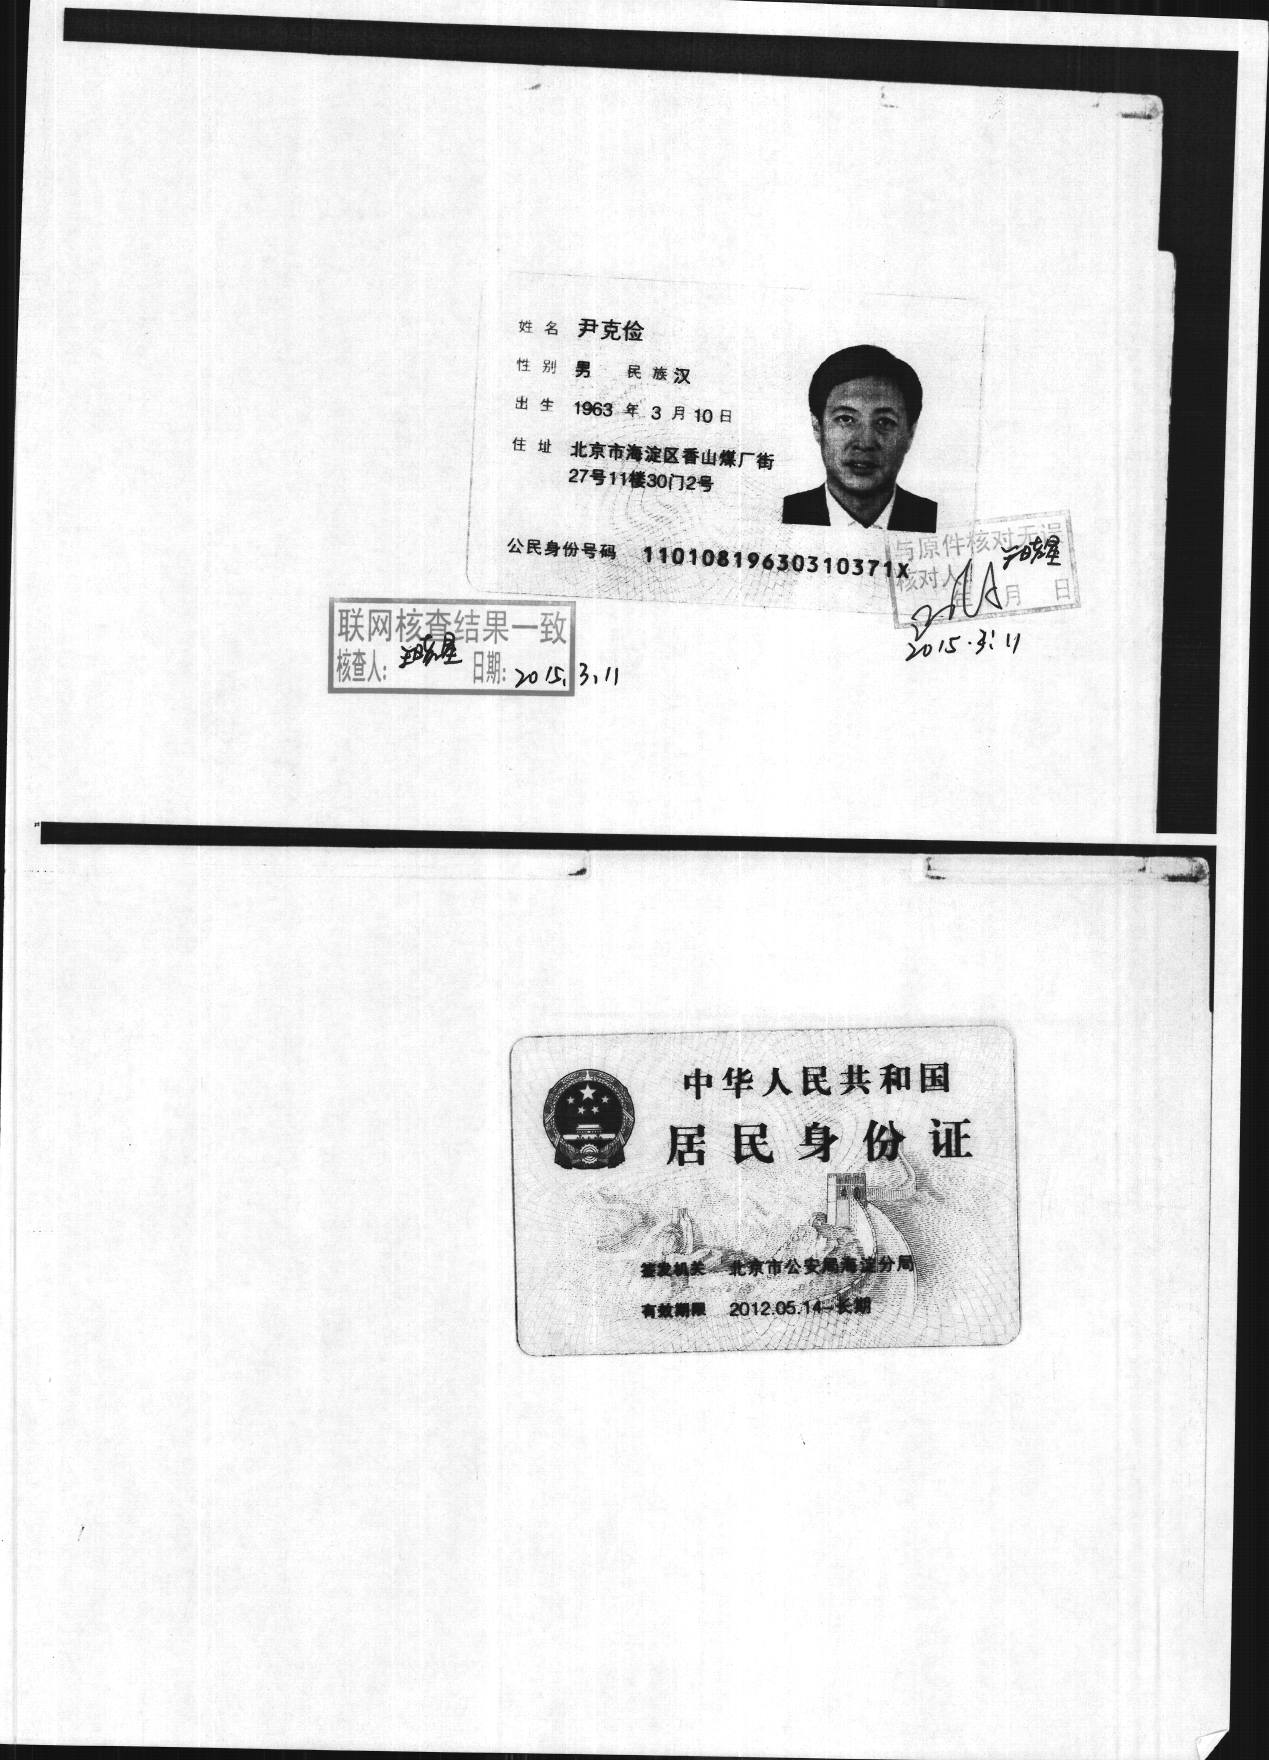 姓名 尹克俭
性别 男 民族 汉
出生 1963年3月10日
住址 北京市海淀区香山煤厂街
27号11楼30门2号
公民身份号码 11010819630310371X
与原件核对无误
核对人
年 月 日
2015.3.11
联网核查结果一致
核查人: 日期: 2015.3.11
中华人民共和国
居民身份证
签发机关 北京市公安局海淀分局
有效期限 2012.05.14-长期